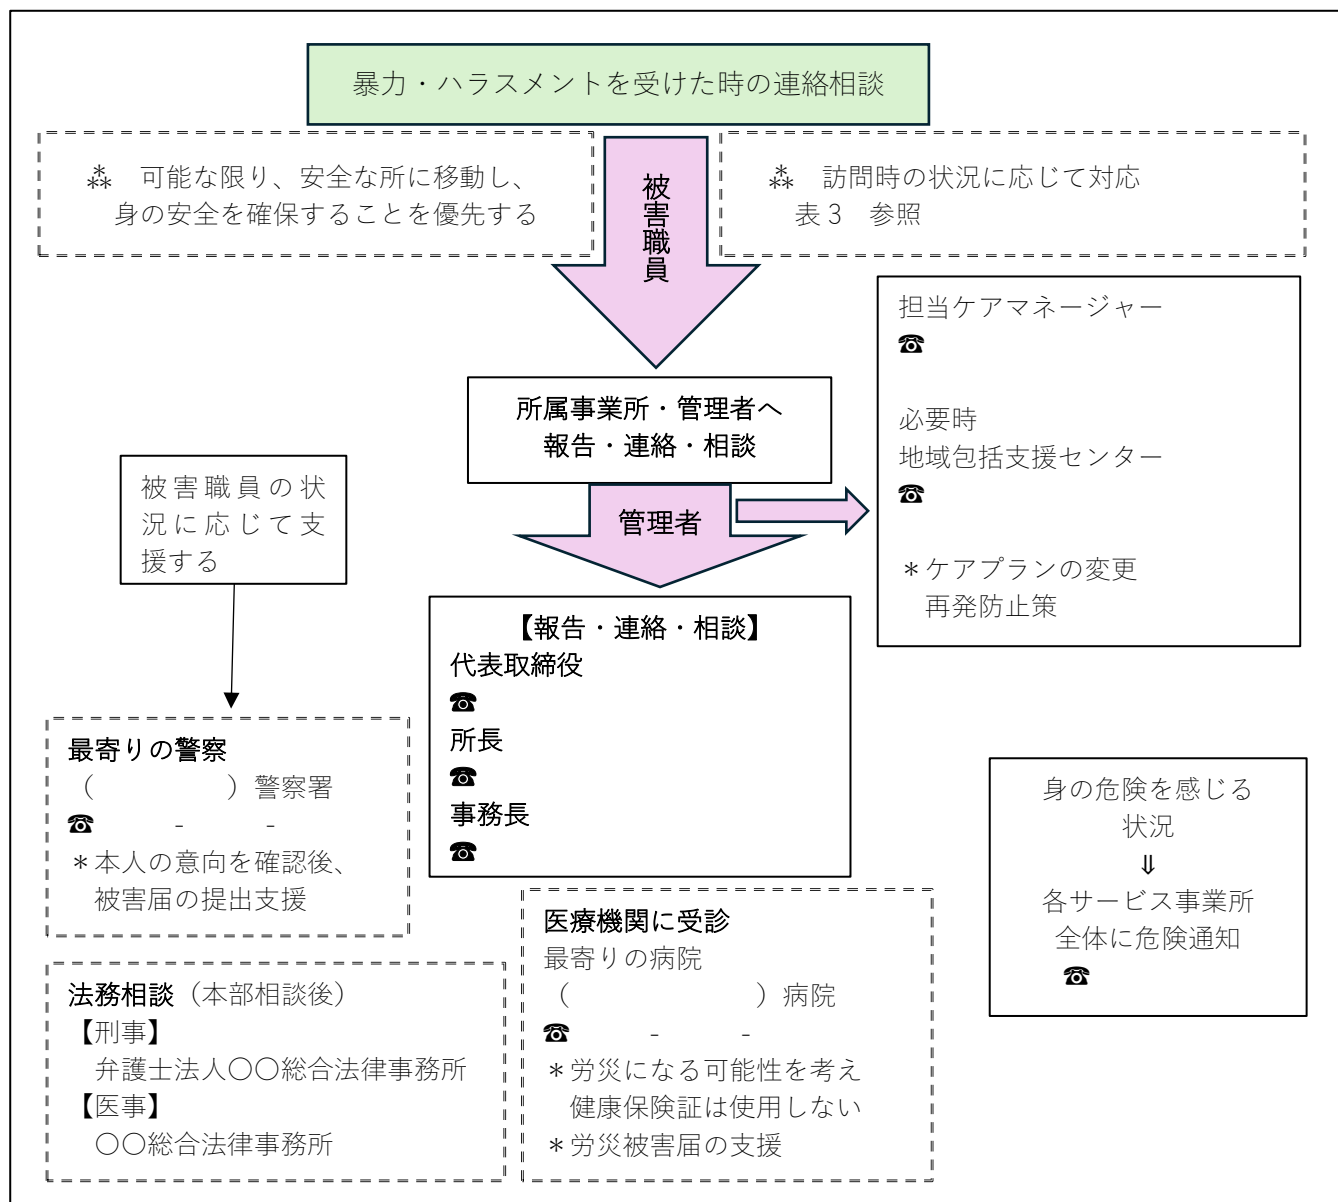 暴力・ハラスメントを受けた時の連絡相談
⁂　可能な限り、安全な所に移動し、
身の安全を確保することを優先する
被害職員
⁂　訪問時の状況に応じて対応
表3　参照
担当ケアマネージャー
☎
必要時
地域包括支援センター
☎
＊ケアプランの変更
再発防止策
所属事業所・管理者へ
報告・連絡・相談
管理者
被害職員の状
況に応じて支
援する
【報告・連絡・相談】
代表取締役
☎
所長
☎
事務長
☎
最寄りの警察
（　　　　　）警察署
☎　　　-　　　-
＊本人の意向を確認後、
被害届の提出支援
身の危険を感じる
状況
⇓
各サービス事業所
全体に危険通知
☎
法務相談（本部相談後）
【刑事】
弁護士法人〇〇総合法律事務所
【医事】
〇〇総合法律事務所
医療機関に受診
最寄りの病院
（　　　　　　　）病院
☎　　　-　　　-
＊労災になる可能性を考え
健康保険証は使用しない
＊労災被害届の支援